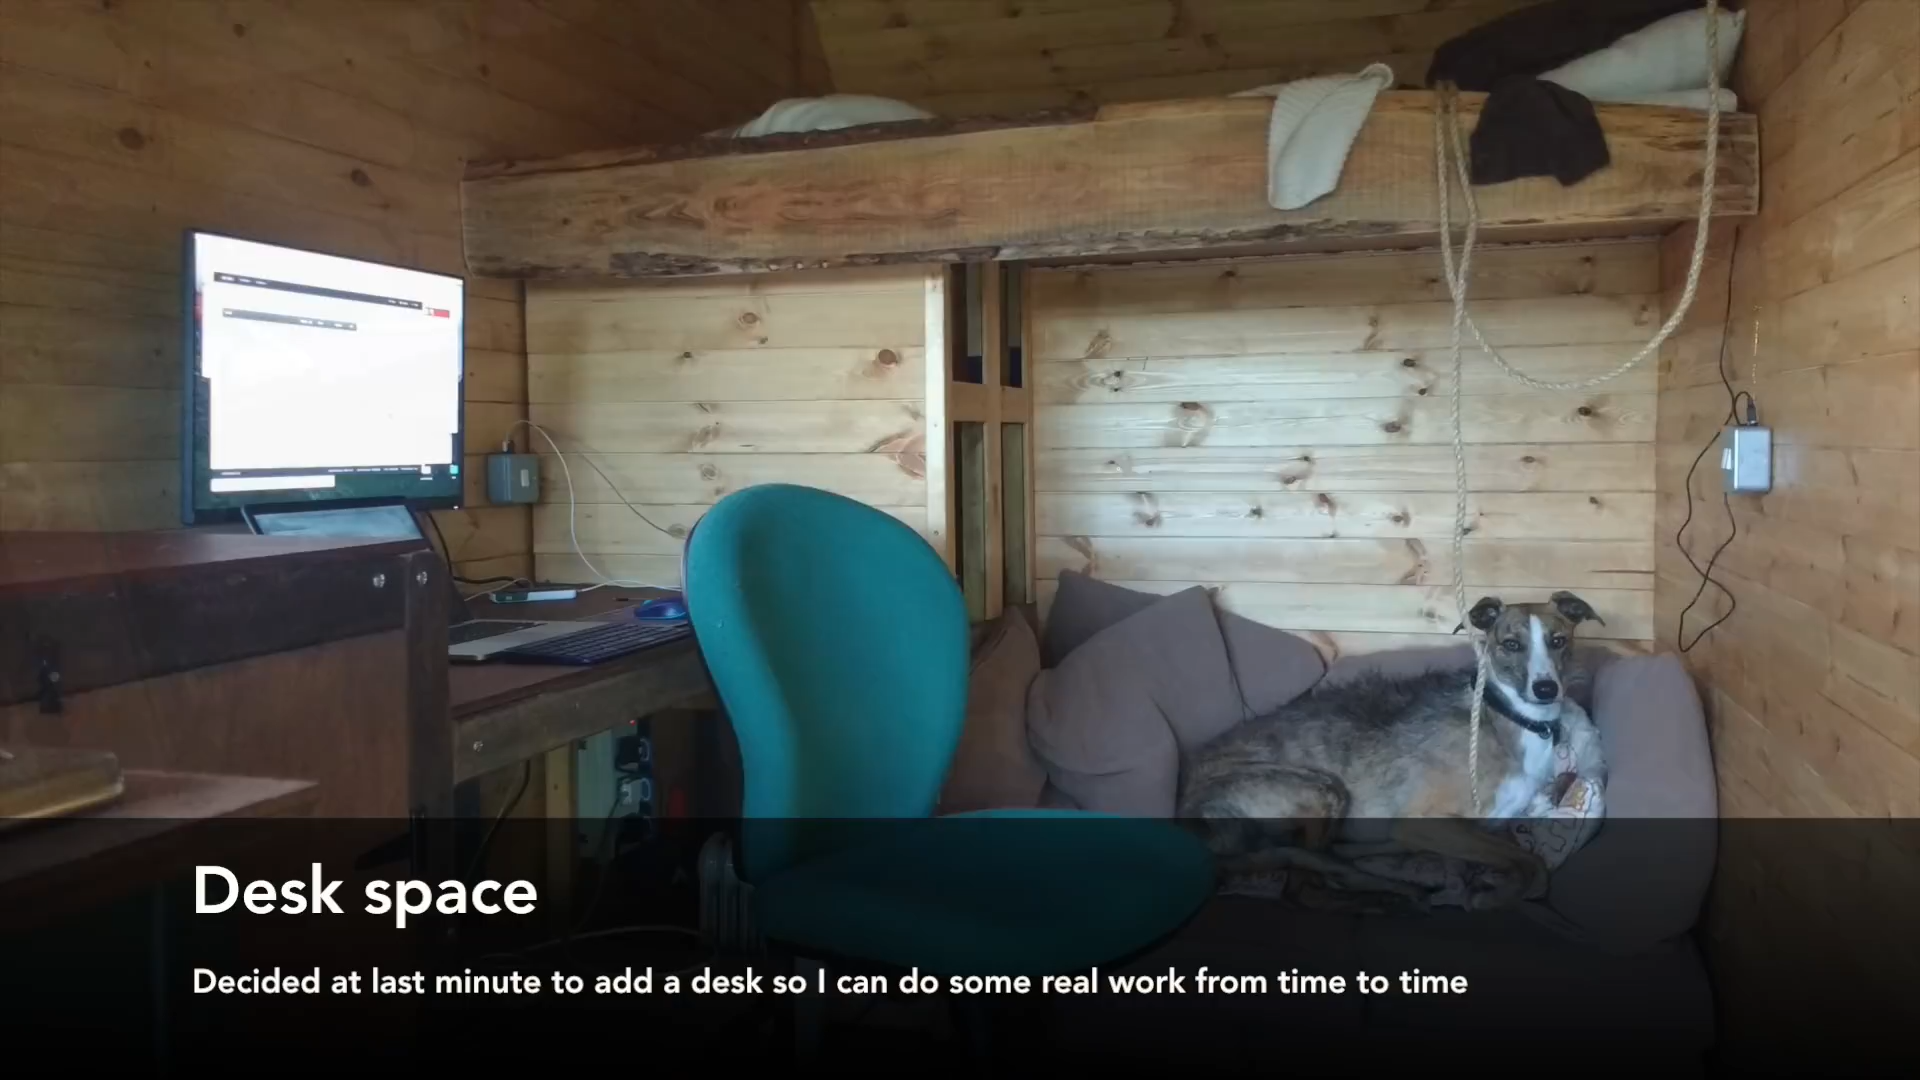 Desk space
Decided at last minute to add a desk so I can do some real work from time to time